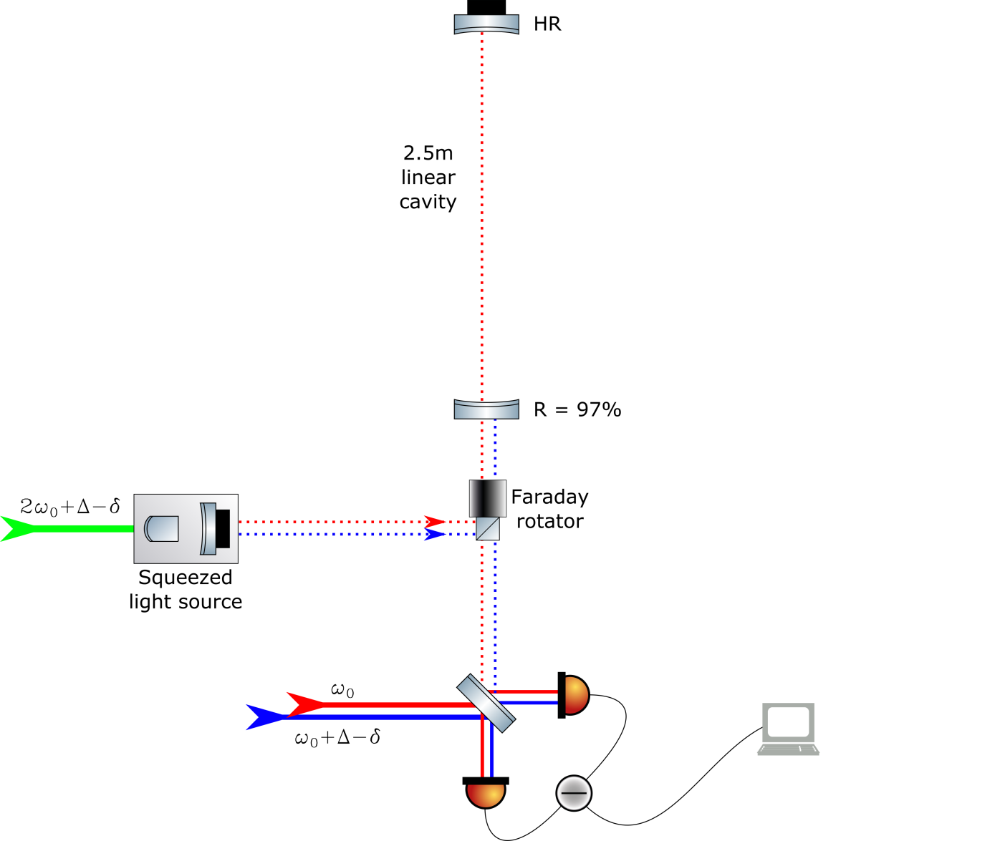 HR
2.5m
linear
cavity
R = 97%
2ω₀+Δ−δ
Faraday
rotator
Squeezed
light source
ω₀
ω₀+Δ−δ